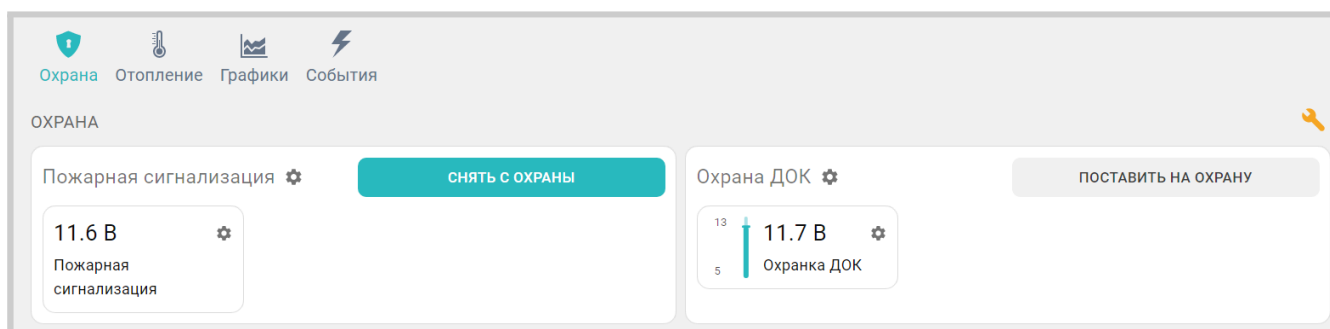 Охрана Отопление Графики События
ОХРАНА
Пожарная сигнализация СНЯТЬ С ОХРАНЫ
11.6 В
Пожарная
сигнализация
Охрана ДОК ПОСТАВИТЬ НА ОХРАНУ
13
11.7 В
5
Охранка ДОК